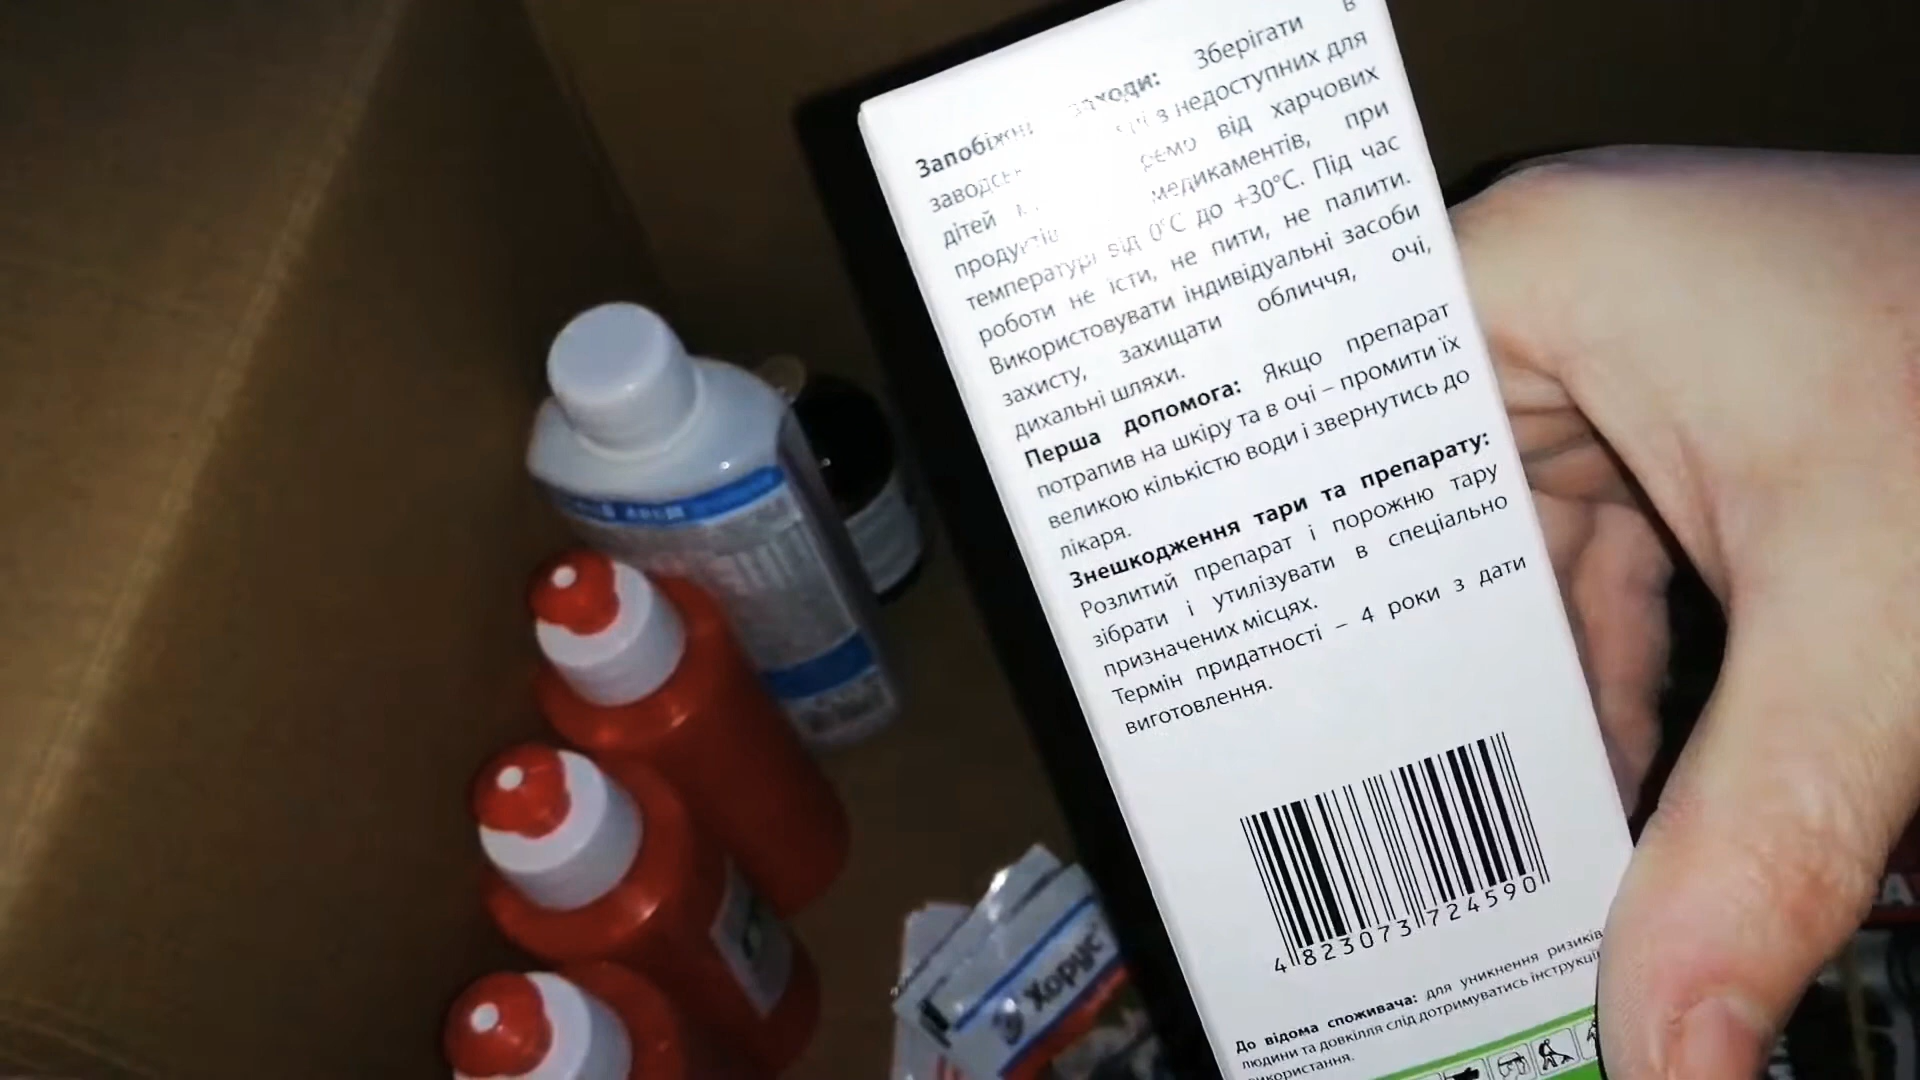 Зберігати в
з недоступних для
дітей від харчових
медикаментів, при
температурі від 0°С до +30°С. Під час
роботи не їсти, не пити, не палити.
Використовувати індивідуальні засоби
захисту, захищати обличчя, очі,
дихальні шляхи.
Перша допомога: Якщо препарат
потрапив на шкіру та в очі – промити їх
великою кількістю води і звернутись до
лікаря.
Знешкодження тари та препарату:
Розлитий препарат і порожню тару
зібрати і утилізувати в спеціально
призначених місцях.
Термін придатності – 4 роки з дати
виготовлення.
4 823073 724590
До відома споживача: для уникнення ризиків
людини та довкілля слід дотримуватись інструкції
використання.
Хорус